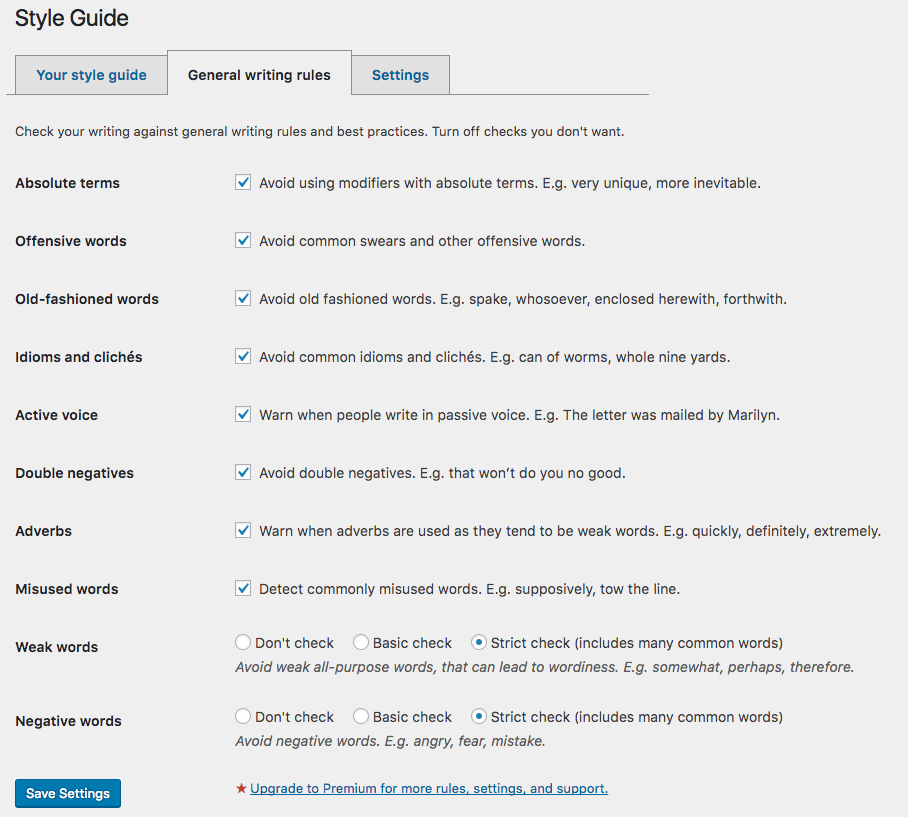 Style Guide
Your style guide
General writing rules
Settings
Check your writing against general writing rules and best practices. Turn off checks you don't want.
Absolute terms
Avoid using modifiers with absolute terms. E.g. very unique, more inevitable.
Offensive words
Avoid common swears and other offensive words.
Old-fashioned words
Avoid old fashioned words. E.g. spake, whosoever, enclosed herewith, forthwith.
Idioms and clichés
Avoid common idioms and clichés. E.g. can of worms, whole nine yards.
Active voice
Warn when people write in passive voice. E.g. The letter was mailed by Marilyn.
Double negatives
Avoid double negatives. E.g. that won’t do you no good.
Adverbs
Warn when adverbs are used as they tend to be weak words. E.g. quickly, definitely, extremely.
Misused words
Detect commonly misused words. E.g. supposively, tow the line.
Weak words
Don't check Basic check Strict check (includes many common words)
Avoid weak all-purpose words, that can lead to wordiness. E.g. somewhat, perhaps, therefore.
Negative words
Don't check Basic check Strict check (includes many common words)
Avoid negative words. E.g. angry, fear, mistake.
Save Settings
★ Upgrade to Premium for more rules, settings, and support.